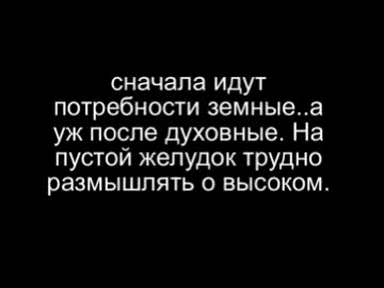 сначала идут
потребности земные..а
уж после духовные. На
пустой желудок трудно
размышлять о высоком.